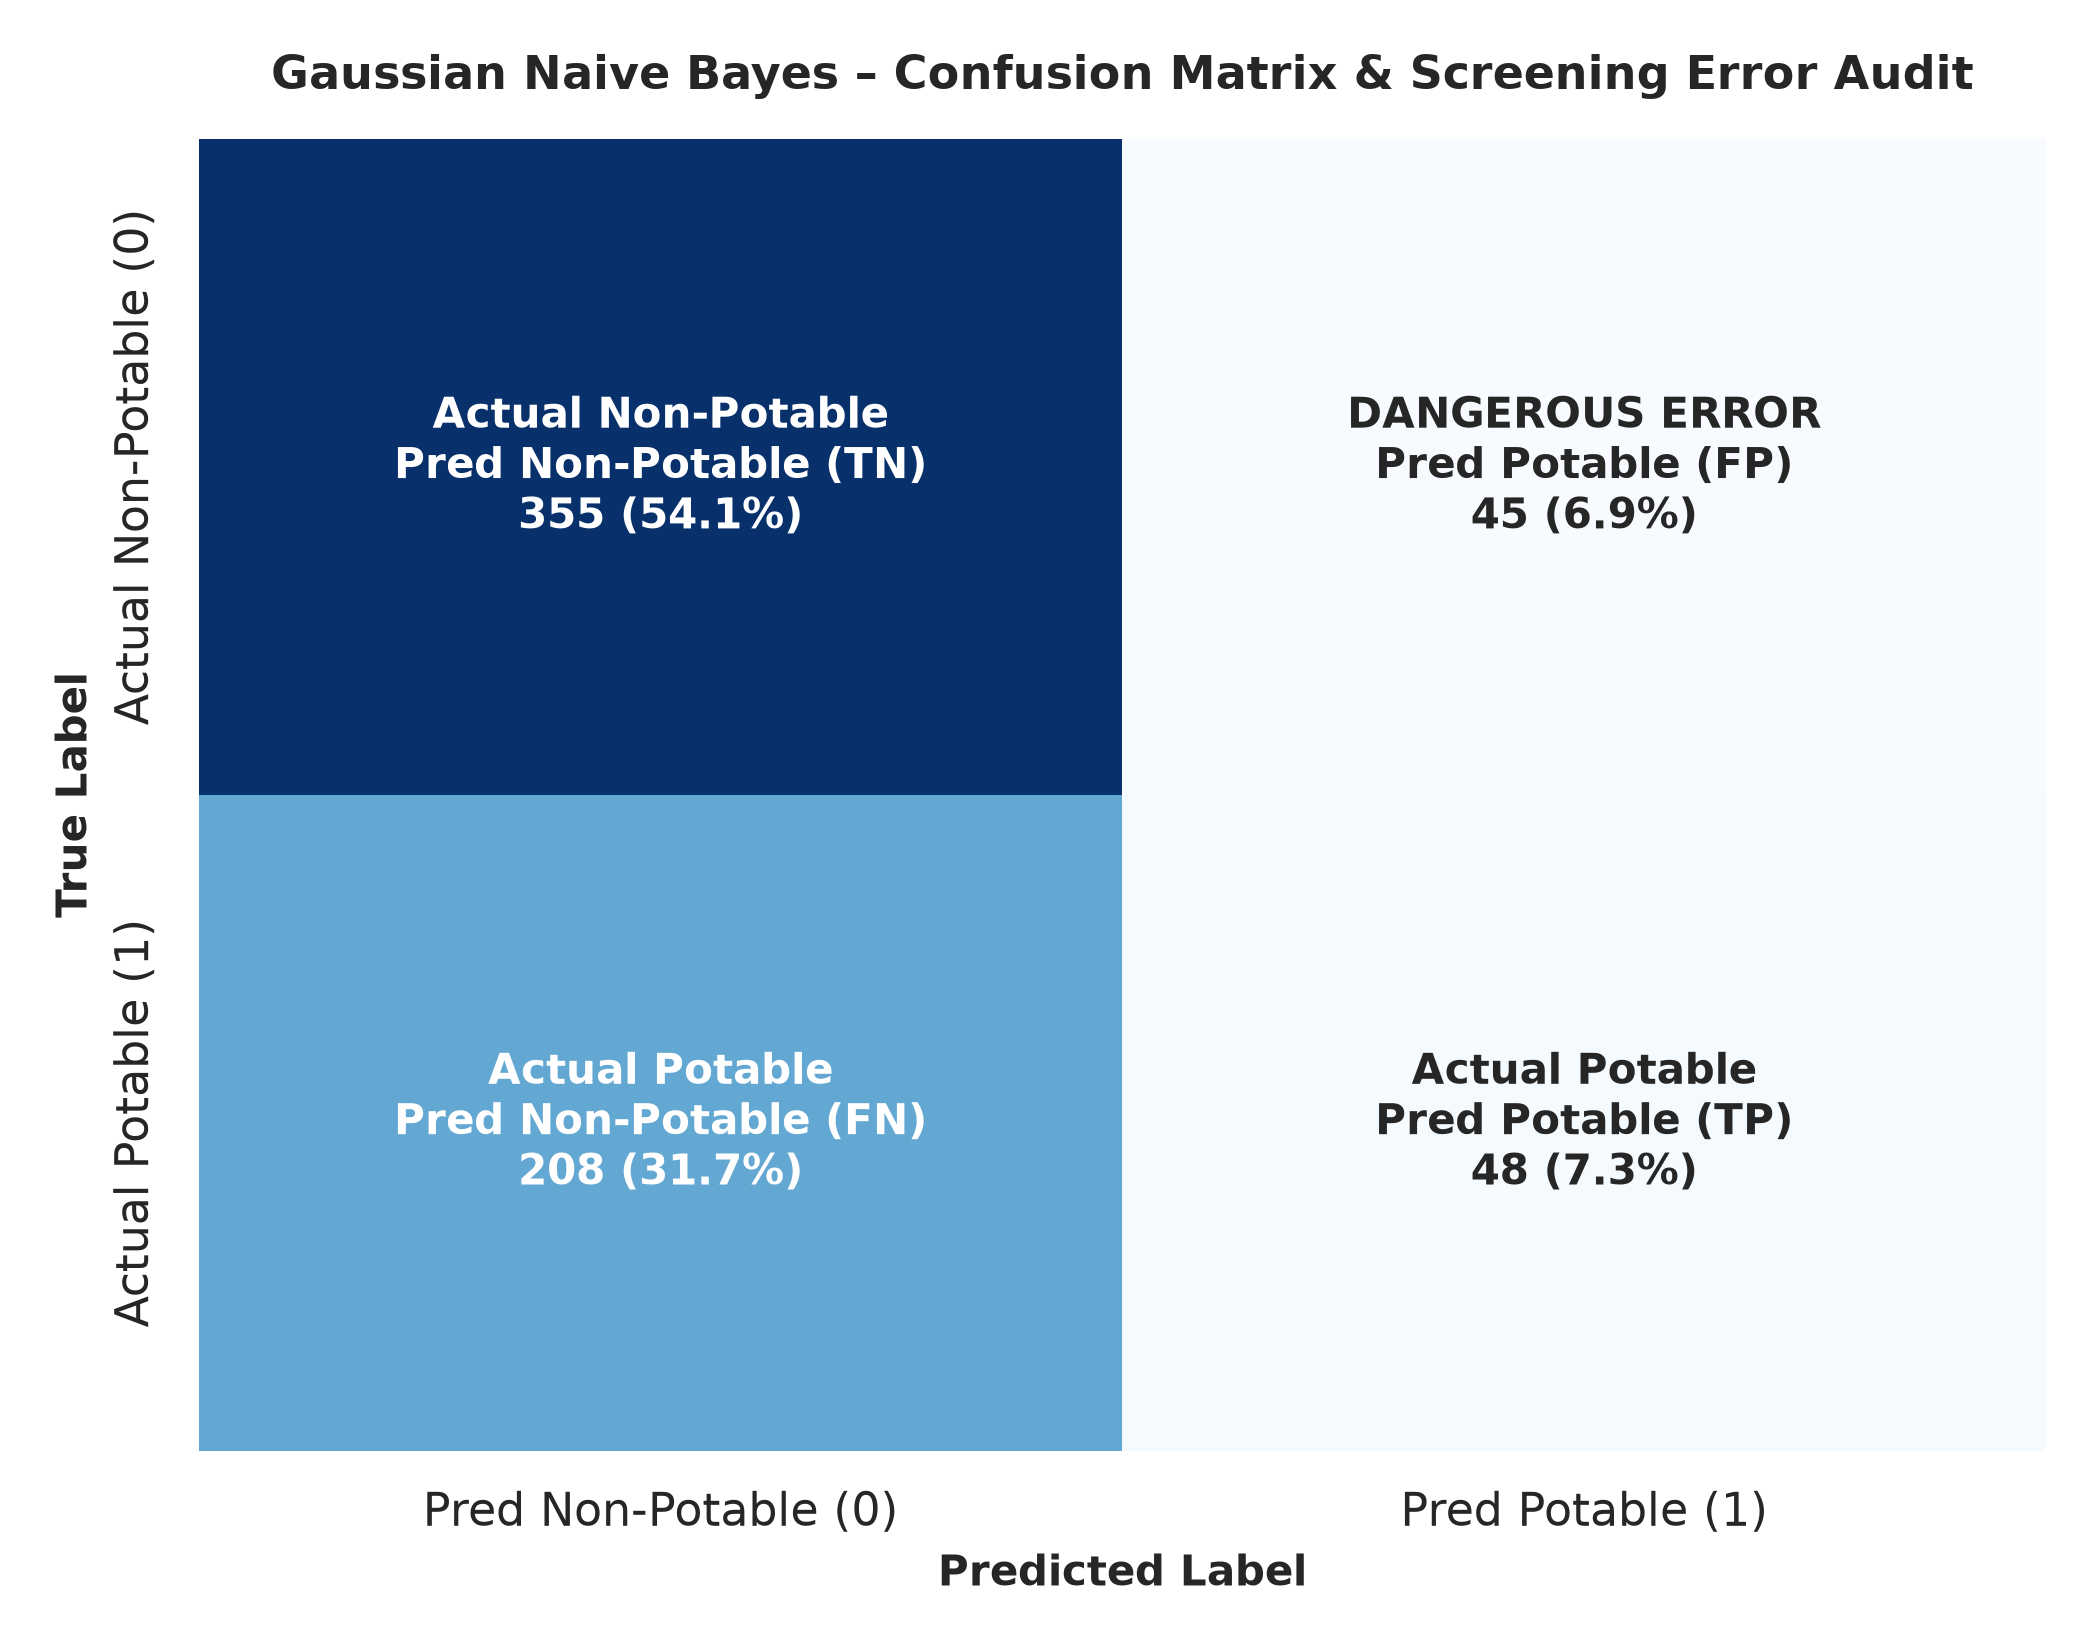 Gaussian Naive Bayes – Confusion Matrix & Screening Error Audit
True Label
Actual Non-Potable (0)
Actual Non-Potable
Pred Non-Potable (TN)
355 (54.1%)
DANGEROUS ERROR
Pred Potable (FP)
45 (6.9%)
Actual Potable (1)
Actual Potable
Pred Non-Potable (FN)
208 (31.7%)
Actual Potable
Pred Potable (TP)
48 (7.3%)
Pred Non-Potable (0)
Pred Potable (1)
Predicted Label